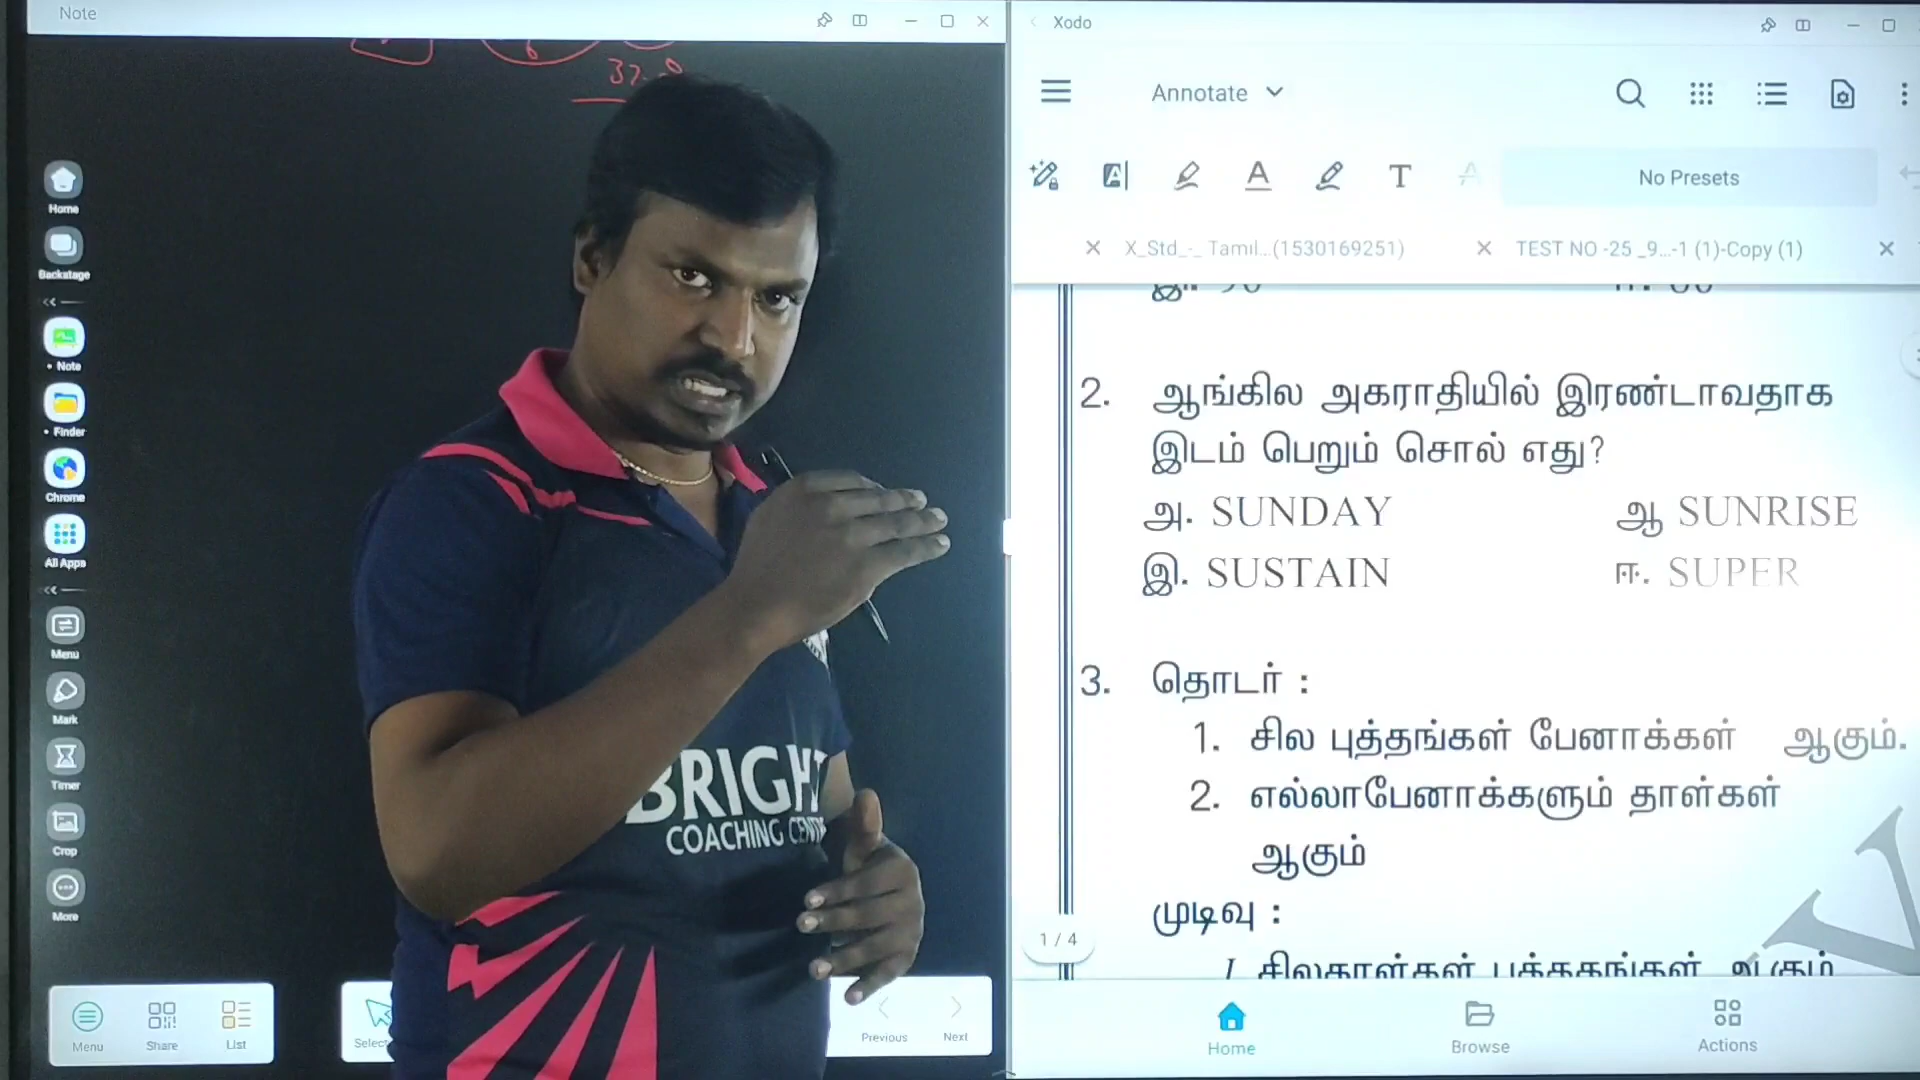 Note
Home
Backstage
Note
Finder
Chrome
All Apps
Menu
Mark
Timer
Crop
More
Menu
Share
List
Select
Previous
Next
BRIGHT
COACHING CENTR
Xodo
Annotate
T
No Presets
X_Std_-_ Tamil...(1530169251)
TEST NO -25 _9...-1 (1)-Copy (1)
2. ஆங்கில அகராதியில் இரண்டாவதாக
இடம் பெறும் சொல் எது?
அ. SUNDAY ஆ SUNRISE
இ. SUSTAIN ஈ. SUPER
3. தொடர் :
1. சில புத்தங்கள் பேனாக்கள் ஆகும்.
2. எல்லாபேனாக்களும் தாள்கள்
ஆகும்
முடிவு :
1 / 4
Home
Browse
Actions